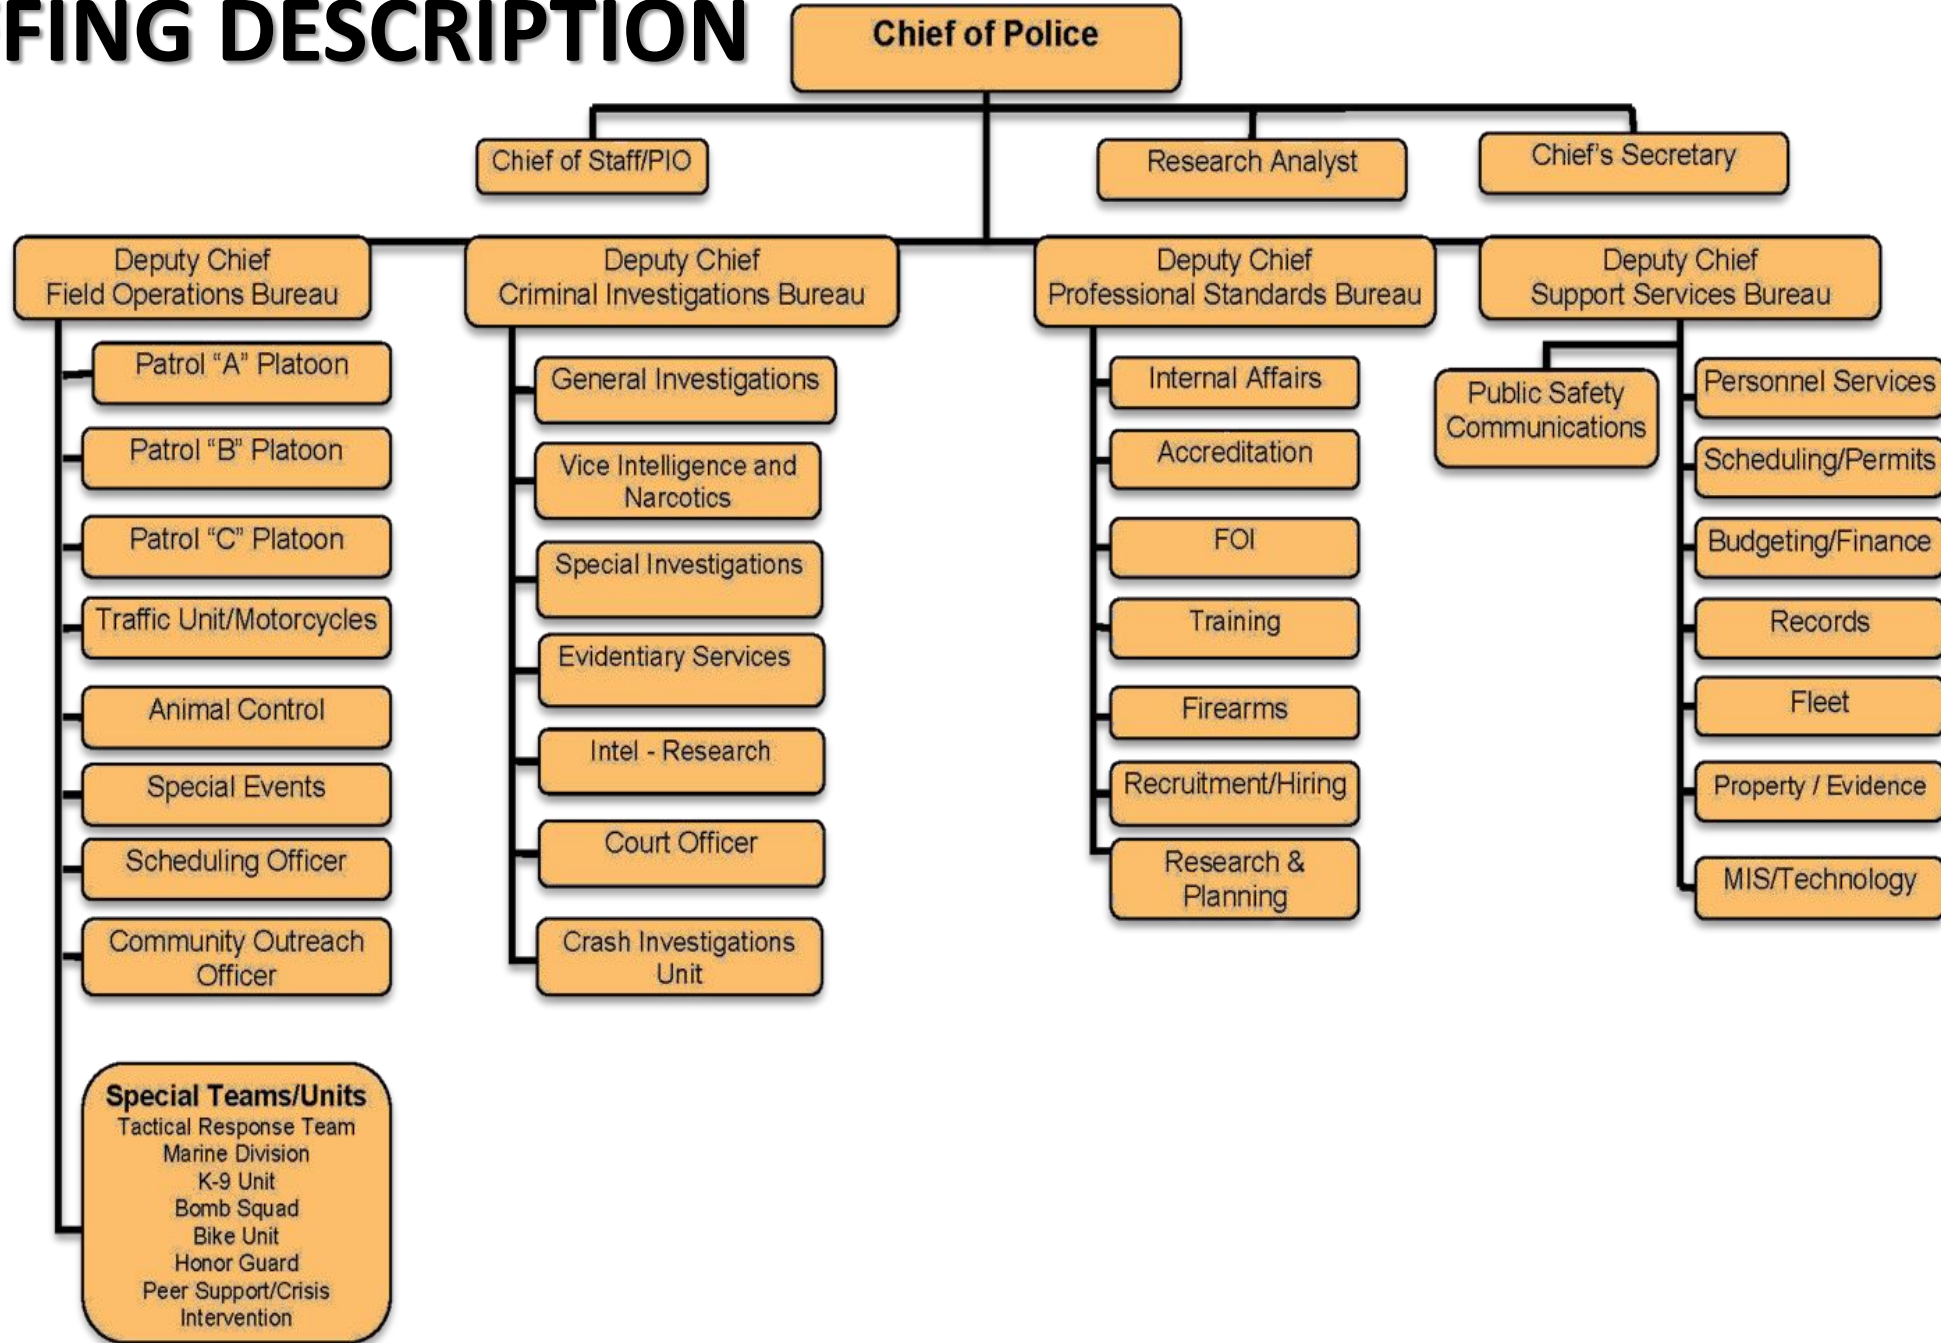 FFING DESCRIPTION
Chief of Police
Chief of Staff/PIO
Research Analyst
Chief's Secretary
Deputy Chief
Field Operations Bureau
Patrol “A” Platoon
Patrol “B” Platoon
Patrol “C” Platoon
Traffic Unit/Motorcycles
Animal Control
Special Events
Scheduling Officer
Community Outreach
Officer
Special Teams/Units
Tactical Response Team
Marine Division
K-9 Unit
Bomb Squad
Bike Unit
Honor Guard
Peer Support/Crisis
Intervention
Deputy Chief
Criminal Investigations Bureau
General Investigations
Vice Intelligence and
Narcotics
Special Investigations
Evidentiary Services
Intel - Research
Court Officer
Crash Investigations
Unit
Deputy Chief
Professional Standards Bureau
Internal Affairs
Accreditation
FOI
Training
Firearms
Recruitment/Hiring
Research &
Planning
Deputy Chief
Support Services Bureau
Public Safety
Communications
Personnel Services
Scheduling/Permits
Budgeting/Finance
Records
Fleet
Property / Evidence
MIS/Technology